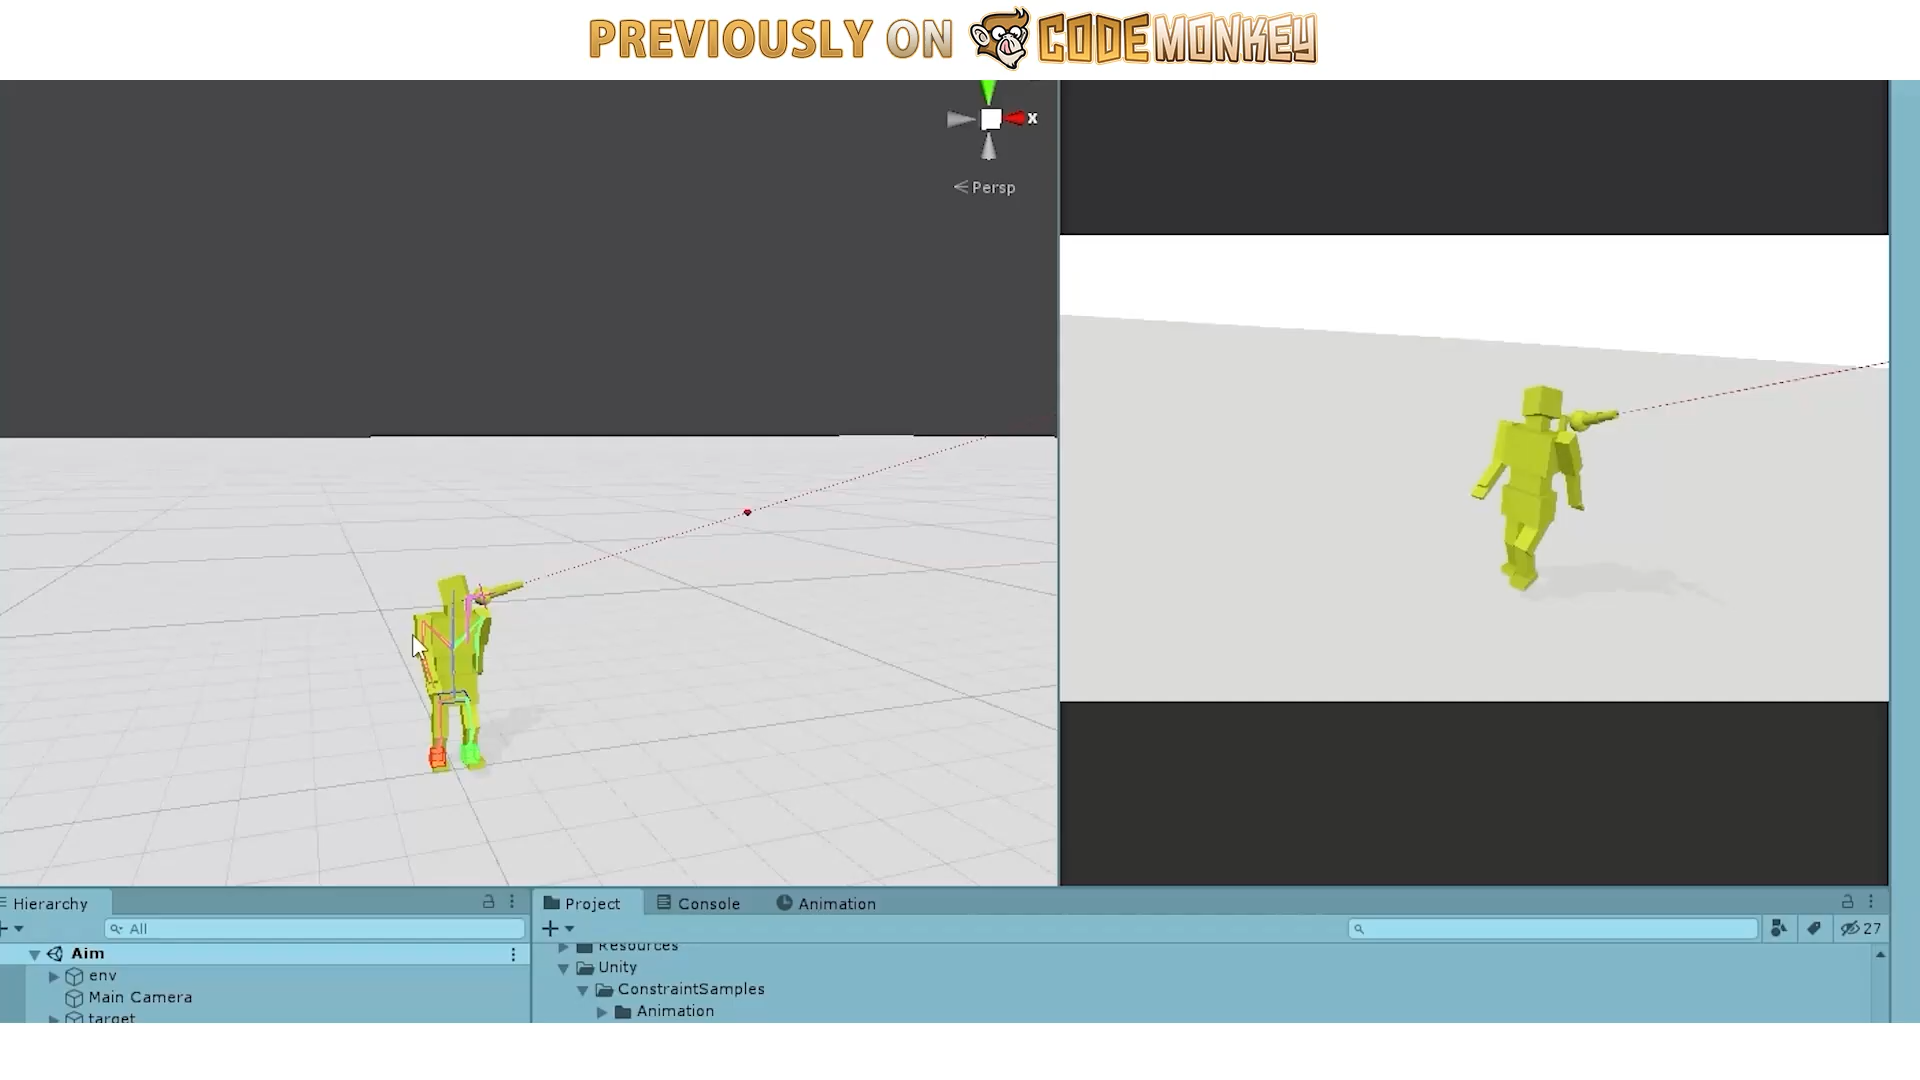 PREVIOUSLY ON CODEMONKEY
x
Persp
Hierarchy
All
Aim
env
Main Camera
target
Project
Console
Animation
27
Resources
Unity
ConstraintSamples
Animation